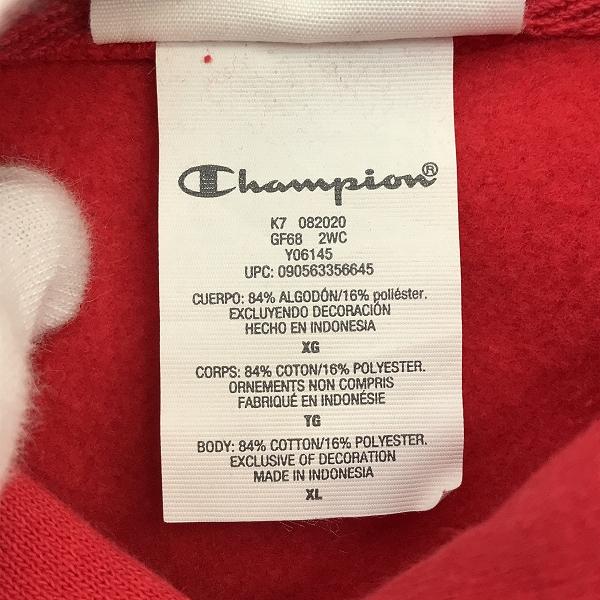 Champion®
K7 082020
GF68 2WC
Y06145
UPC: 090563356645
CUERPO: 84% ALGODÓN/16% poliéster.
EXCLUYENDO DECORACIÓN
HECHO EN INDONESIA
XG
CORPS: 84% COTON/16% POLYESTER.
ORNEMENTS NON COMPRIS
FABRIQUÉ EN INDONÉSIE
TG
BODY: 84% COTTON/16% POLYESTER.
EXCLUSIVE OF DECORATION
MADE IN INDONESIA
XL